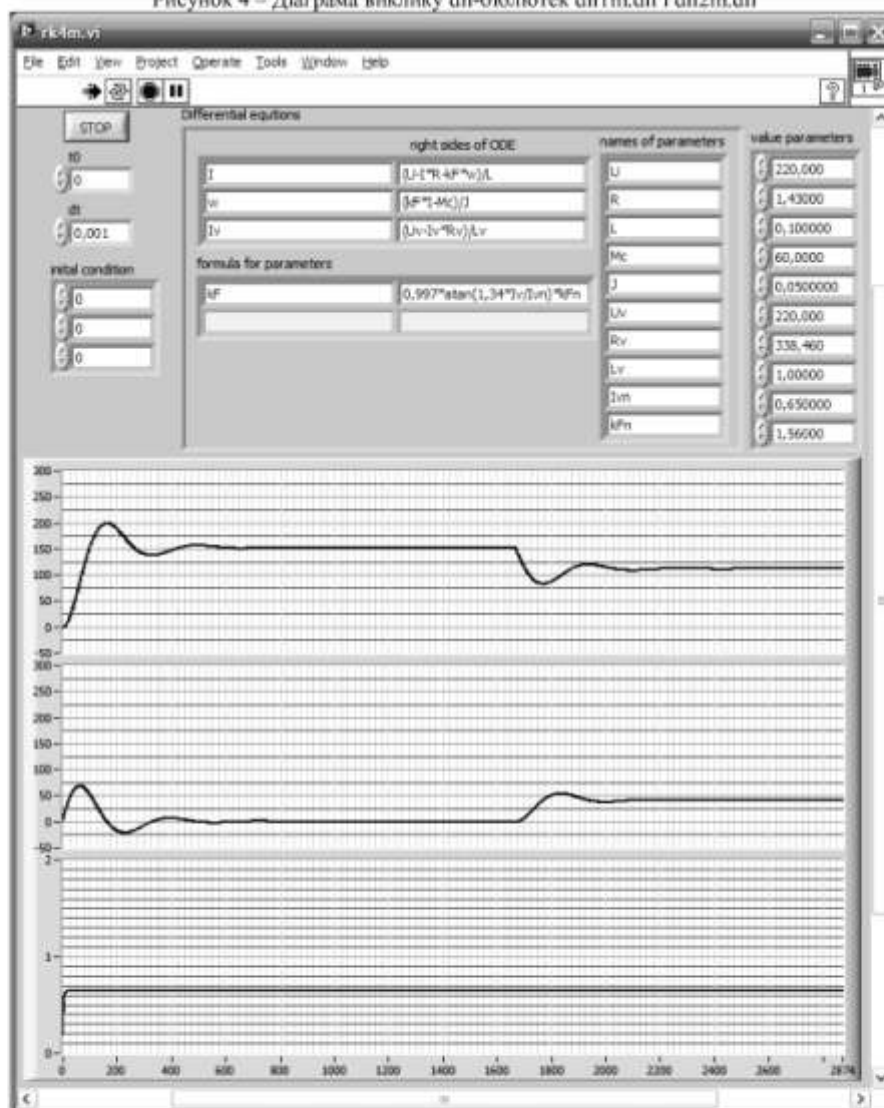 Рисунок 4 – Діаграма виклику dll-бібліотек dll1m.dll і dll2m.dll
rk4m.vi
File Edit View Project Operate Tools Window Help
STOP
Differential equtions
right sides of ODE
names of parameters
value parameters
t0
0
I
(U-I*R-kF*w)/L
U
220,000
w
(kF*I-Mc)/J
R
1,43000
dt
0,001
Iv
(Uv-Iv*Rv)/Lv
L
0,100000
inital condition
formula for parameters
Mc
60,0000
0
kF
0,997*atan(1,34*Iv/Ivn)*kFn
J
0,0500000
0
Uv
220,000
0
Rv
338,460
Lv
1,00000
Ivn
0,650000
kFn
1,56000
300
250
200
150
100
50
0
-50
300
250
200
150
100
50
0
-50
2
1
0
0 200 400 600 800 1000 1200 1400 1600 1800 2000 2200 2400 2600 2876